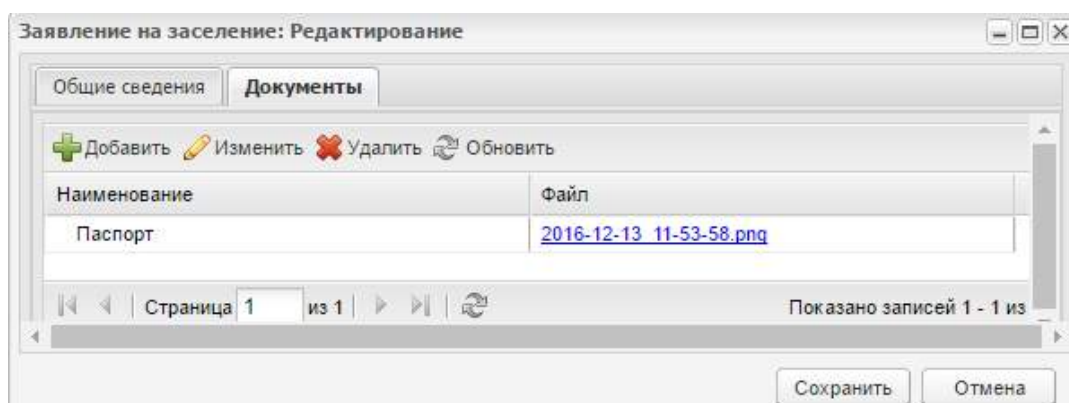 Заявление на заселение: Редактирование
Общие сведения Документы
Добавить Изменить Удалить Обновить
Наименование Файл
Паспорт 2016-12-13_11-53-58.png
Страница 1 из 1 Показано записей 1 - 1 из
Сохранить Отмена